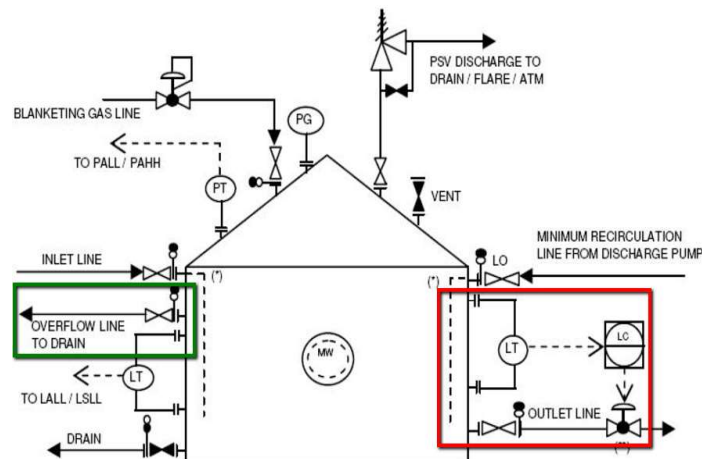 PSV DISCHARGE TO
DRAIN / FLARE / ATM
BLANKETING GAS LINE
PG
TO PALL / PAHH
PT
VENT
MINIMUM RECIRCULATION
LINE FROM DISCHARGE PUMP
INLET LINE
LO
(*)
(*)
OVERFLOW LINE
TO DRAIN
MW
LT
LC
LT
TO LALL / LSLL
OUTLET LINE
DRAIN
(**)